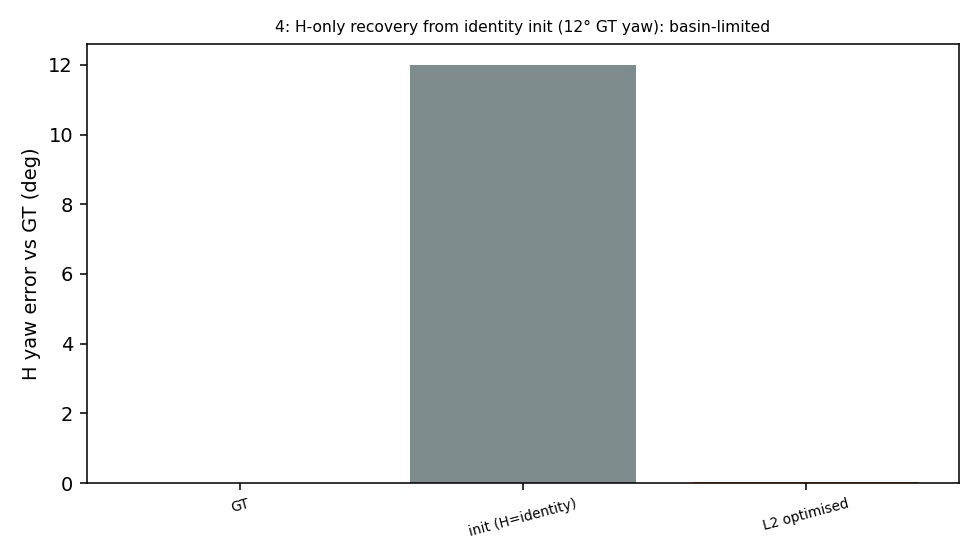 4: H-only recovery from identity init (12° GT yaw): basin-limited
H yaw error vs GT (deg)
12
10
8
6
4
2
0
GT
init (H=identity)
L2 optimised